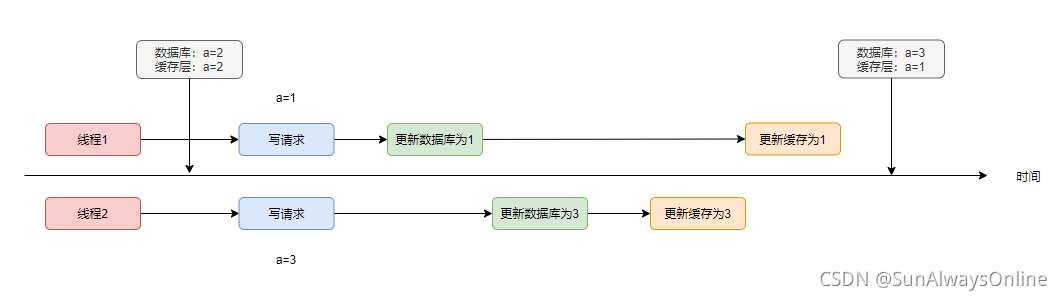 数据库：a=2
缓存层：a=2
数据库：a=3
缓存层：a=1
a=1
线程1
写请求
更新数据库为1
更新缓存为1
时间
线程2
写请求
更新数据库为3
更新缓存为3
a=3
CSDN @SunAlwaysOnline